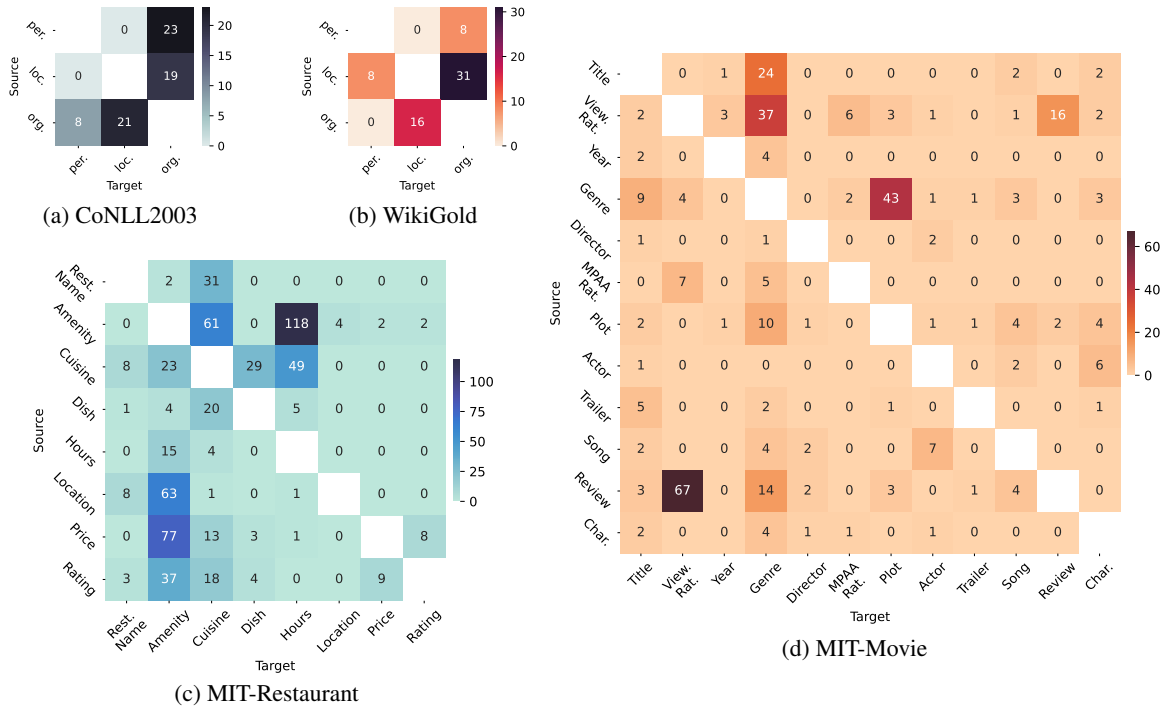 per. 0 23 20
loc. 0 19 15
org. 8 21 10
5
0
per. loc. org.
Source
Target
(a) CoNLL2003
per. 0 8 30
loc. 8 31 20
org. 0 16 10
0
per. loc. org.
Source
Target
(b) WikiGold
Rest. Name 2 31 0 0 0 0 0
Amenity 0 61 0 118 4 2 2
Cuisine 8 23 29 49 0 0 0
Dish 1 4 20 5 0 0 0
Hours 0 15 4 0 0 0 0
Location 8 63 1 0 1 0 0
Price 0 77 13 3 1 0 8
Rating 3 37 18 4 0 0 9
100
75
50
25
0
Rest. Name Amenity Cuisine Dish Hours Location Price Rating
Source
Target
(c) MIT-Restaurant
Title 0 1 24 0 0 0 0 0 2 0 2
View. Rat. 2 3 37 0 6 3 1 0 1 16 2
Year 2 0 4 0 0 0 0 0 0 0 0
Genre 9 4 0 0 2 43 1 1 3 0 3
Director 1 0 0 1 0 0 2 0 0 0 0
MPAA Rat. 0 7 0 5 0 0 0 0 0 0 0
Plot 2 0 1 10 1 0 1 1 4 2 4
Actor 1 0 0 0 0 0 0 0 2 0 6
Trailer 5 0 0 2 0 0 1 0 0 0 1
Song 2 0 0 4 2 0 0 7 0 0 0
Review 3 67 0 14 2 0 3 0 1 4 0
Char. 2 0 0 4 1 1 0 1 0 0 0
60
40
20
0
Title View. Rat. Year Genre Director MPAA Rat. Plot Actor Trailer Song Review Char.
Source
Target
(d) MIT-Movie